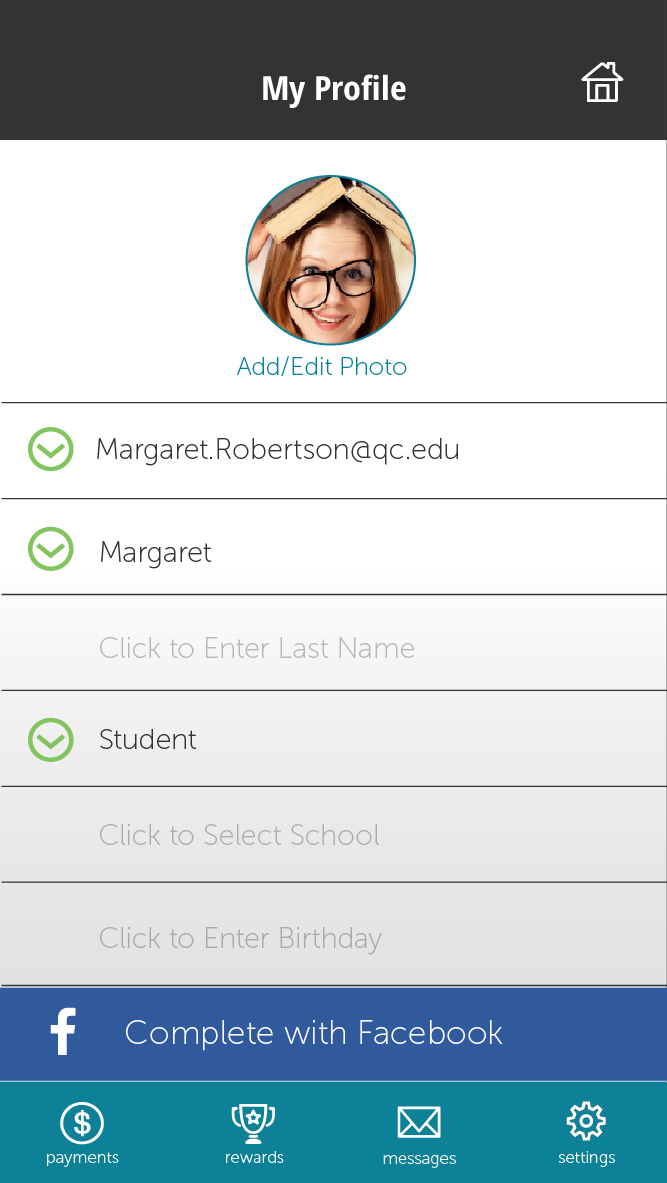 My Profile
Add/Edit Photo
Margaret.Robertson@qc.edu
Margaret
Click to Enter Last Name
Student
Click to Select School
Click to Enter Birthday
f Complete with Facebook
$
payments rewards messages settings